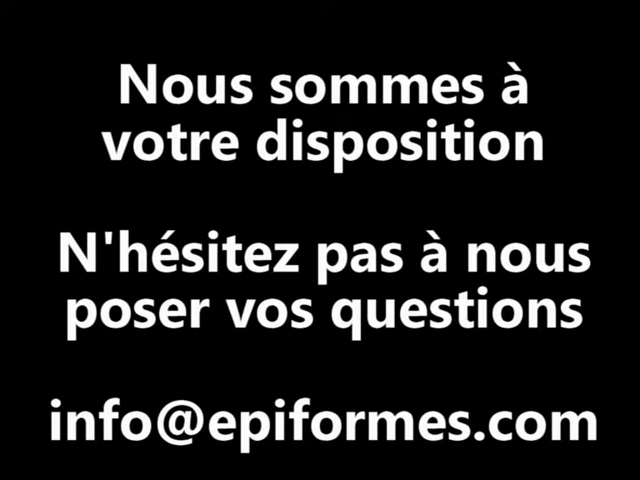 Nous sommes à
votre disposition
N'hésitez pas à nous
poser vos questions
info@epiformes.com